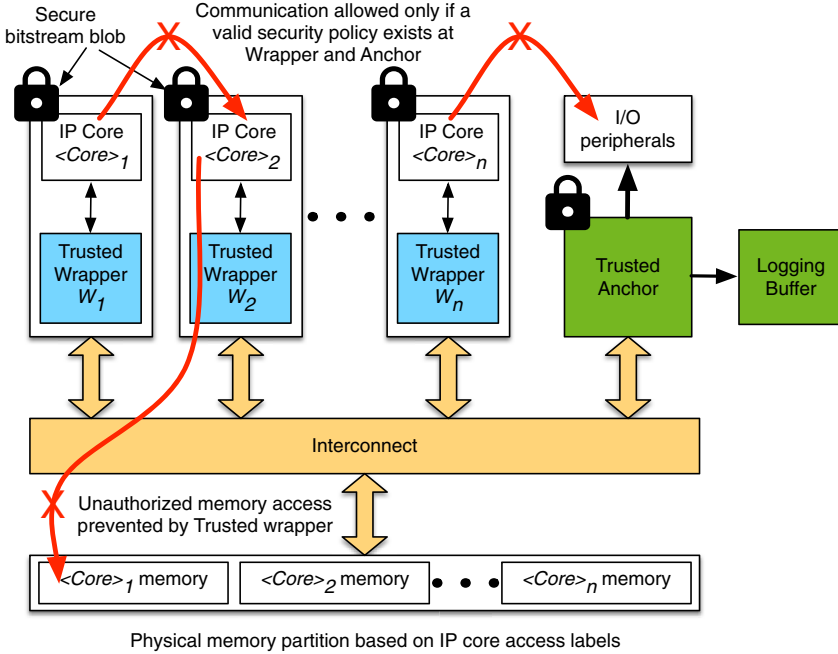 Secure
bitstream blob
Communication allowed only if a
valid security policy exists at
Wrapper and Anchor
IP Core
<Core>1
IP Core
<Core>2
IP Core
<Core>n
I/O
peripherals
Trusted
Wrapper
W1
Trusted
Wrapper
W2
Trusted
Wrapper
Wn
Trusted
Anchor
Logging
Buffer
Interconnect
Unauthorized memory access
prevented by Trusted wrapper
<Core>1 memory
<Core>2 memory
<Core>n memory
Physical memory partition based on IP core access labels